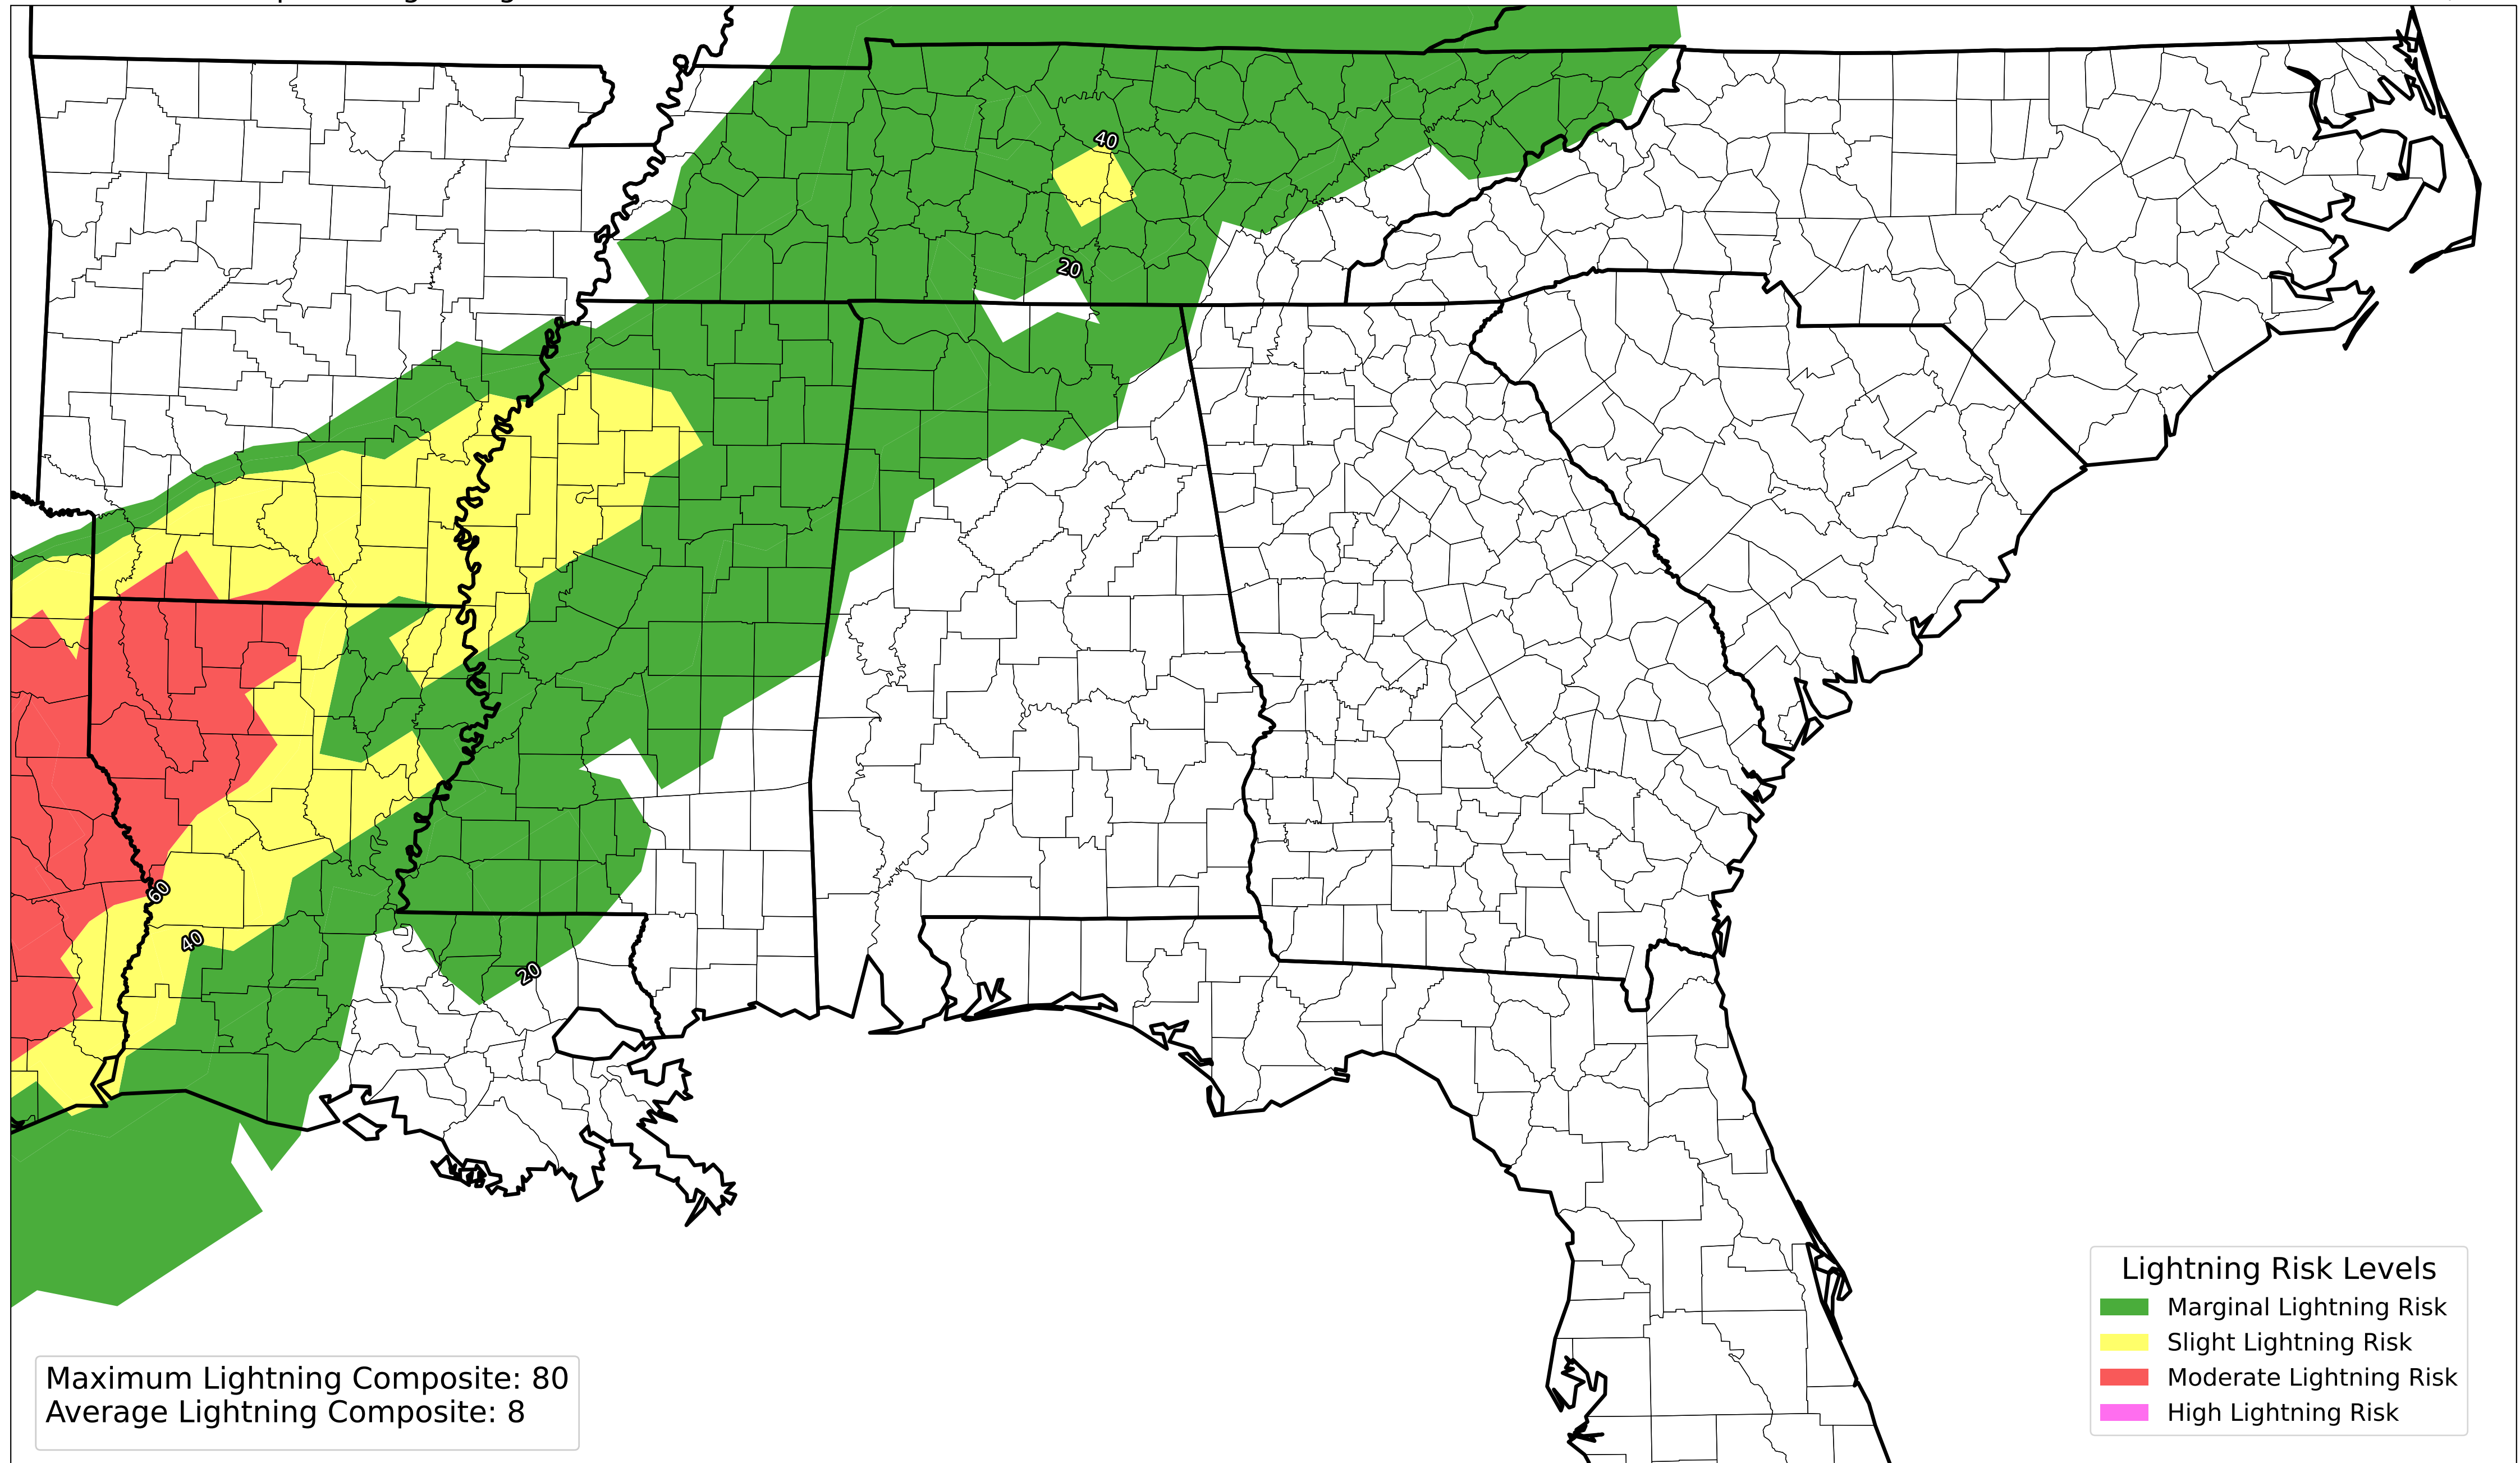 40
20
60
40
20
Lightning Risk Levels
Marginal Lightning Risk
Slight Lightning Risk
Moderate Lightning Risk
High Lightning Risk
Maximum Lightning Composite: 80
Average Lightning Composite: 8